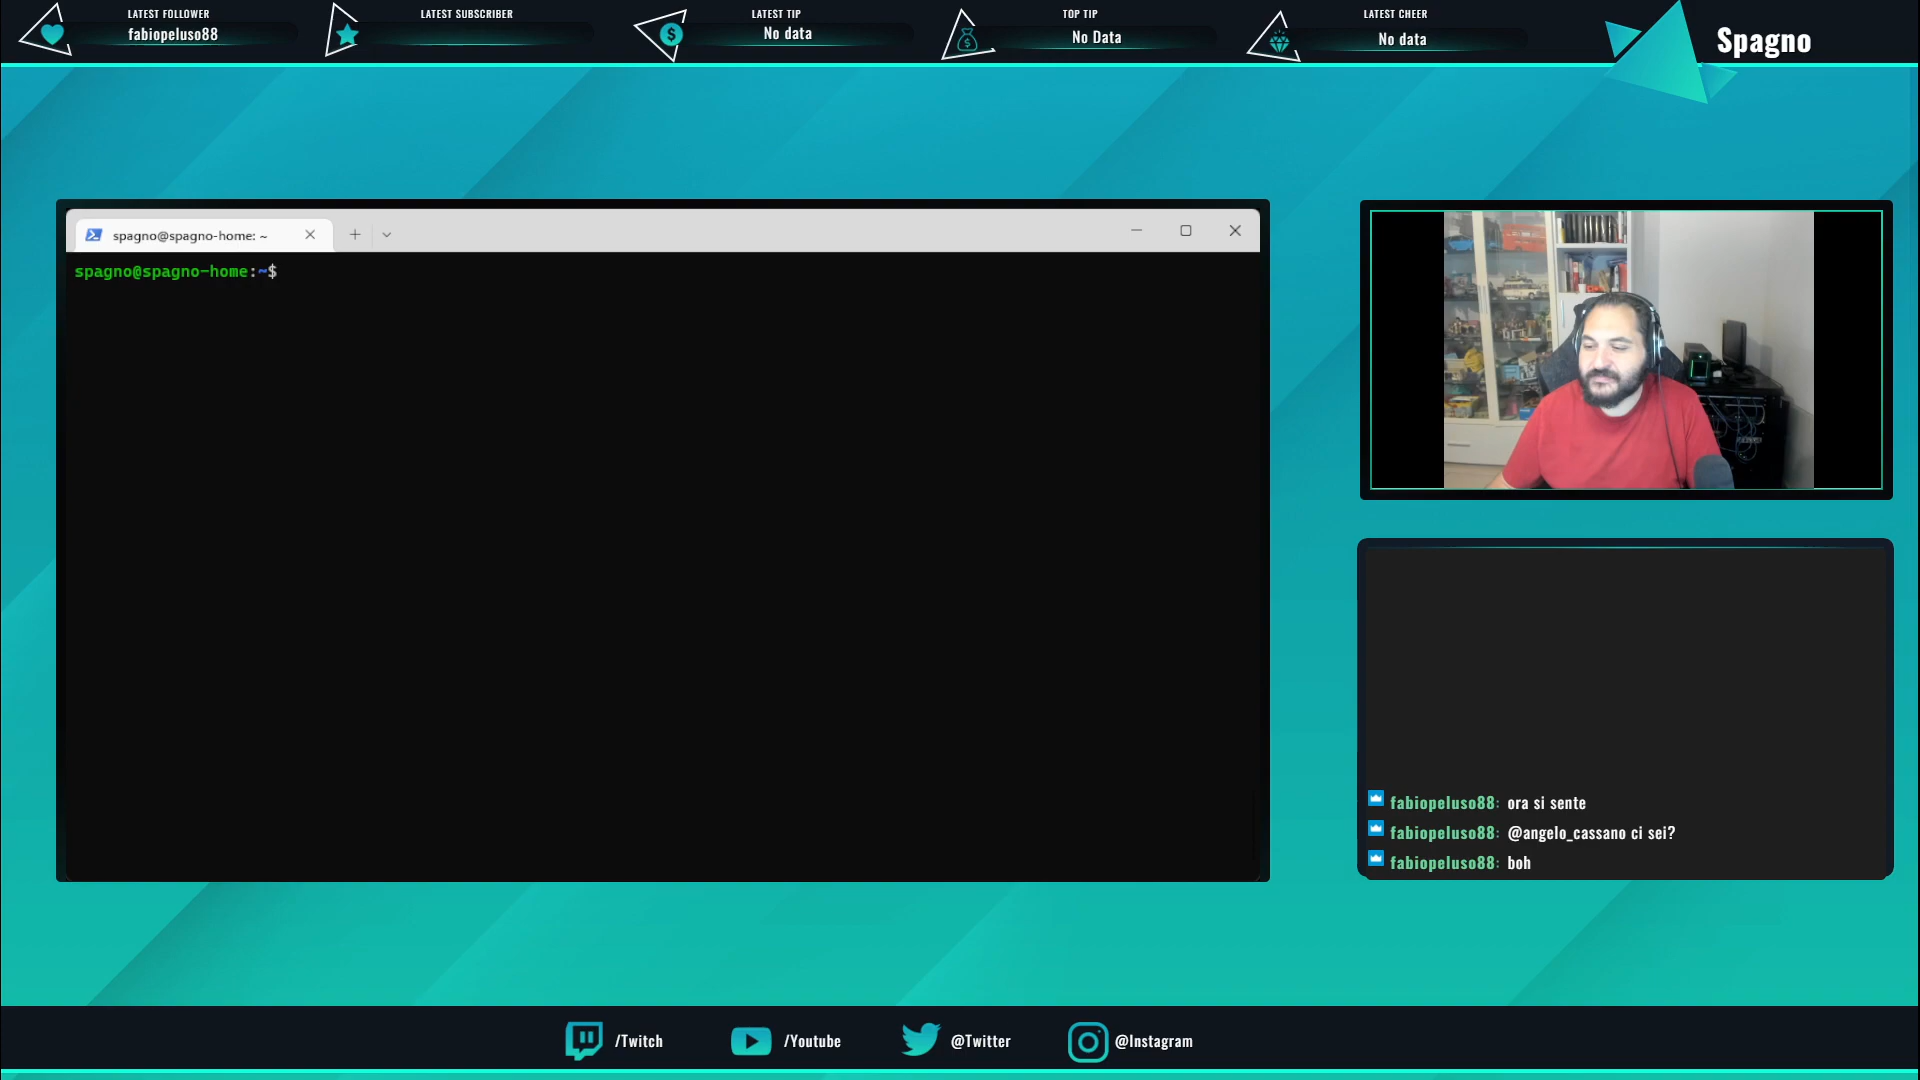 LATEST FOLLOWER
fabiopeluso88
LATEST SUBSCRIBER
LATEST TIP
No data
TOP TIP
No Data
LATEST CHEER
No data
Spagno
spagno@spagno-home: ~
spagno@spagno-home:~$
fabiopeluso88: ora si sente
fabiopeluso88: @angelo_cassano ci sei?
fabiopeluso88: boh
/Twitch
/Youtube
@Twitter
@Instagram